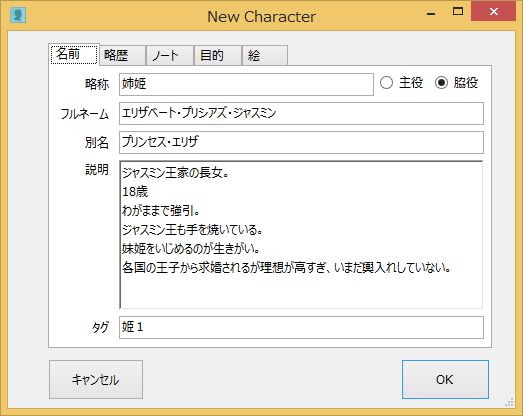 New Character
名前 略歴 ノート 目的 絵
略称 姉姫 主役 脇役
フルネーム エリザベート・プリシアズ・ジャスミン
別名 プリンセス・エリザ
説明 ジャスミン王家の長女。
18歳
わがままで強引。
ジャスミン王も手を焼いている。
妹姫をいじめるのが生きがい。
各国の王子から求婚されるが理想が高すぎ、いまだ輿入れしていない。
タグ 姫1
キャンセル OK